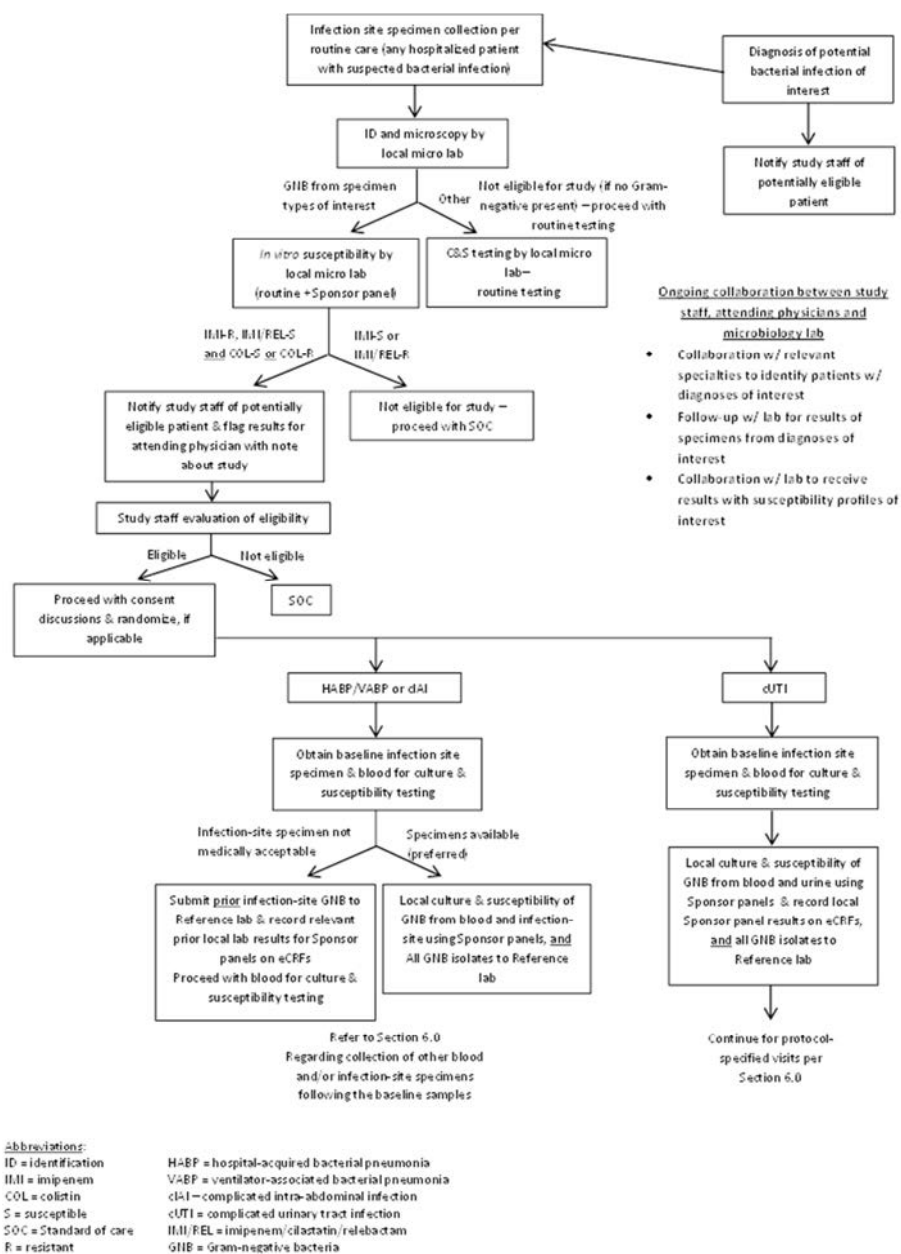 Infection site specimen collection per
routine care (any hospitalized patient
with suspected bacterial infection)
Diagnosis of potential
bacterial infection of
interest
ID and microscopy by
local micro lab
Notify study staff of
potentially eligible
patient
GNB from specimen
types of interest
Other
Not eligible for study (if no Gram-
negative present) – proceed with
routine testing
In vitro susceptibility by
local micro lab
(routine + Sponsor panel)
C&S testing by local micro
lab–
routine testing
Ongoing collaboration between study
staff, attending physicians and
microbiology lab
• Collaboration w/ relevant
specialties to identify patients w/
diagnoses of interest
• Follow-up w/ lab for results of
specimens from diagnoses of
interest
• Collaboration w/ lab to receive
results with susceptibility profiles of
interest
IMI-R, IMI/REL-S
and COL-S or COL-R
IMI-S or
IMI/REL-R
Notify study staff of potentially
eligible patient & flag results for
attending physician with note
about study
Not eligible for study –
proceed with SOC
Study staff evaluation of eligibility
Eligible
Not eligible
Proceed with consent
discussions & randomize, if
applicable
SOC
HABP/VABP or cIAI
cUTI
Obtain baseline infection site
specimen & blood for culture &
susceptibility testing
Obtain baseline infection site
specimen & blood for culture &
susceptibility testing
Infection-site specimen not
medically acceptable
Specimens available
(preferred)
Submit prior infection-site GNB to
Reference lab & record relevant
prior local lab results for Sponsor
panels on eCRFs
Proceed with blood for culture &
susceptibility testing
Local culture & susceptibility of
GNB from blood and infection-
site using Sponsor panels, and
All GNB isolates to Reference
lab
Local culture & susceptibility of
GNB from blood and urine using
Sponsor panels & record local
Sponsor panel results on eCRFs,
and all GNB isolates to
Reference lab
Refer to Section 6.0
Regarding collection of other blood
and/or infection-site specimens
following the baseline samples
Continue for protocol-
specified visits per
Section 6.0
Abbreviations:
ID = identification
IMI = imipenem
COL = colistin
S = susceptible
SOC = Standard of care
R = resistant
HABP = hospital-acquired bacterial pneumonia
VABP = ventilator-associated bacterial pneumonia
cIAI – complicated intra-abdominal infection
cUTI = complicated urinary tract infection
IMI/REL = imipenem/cilastatin/relebactam
GNB = Gram-negative bacteria